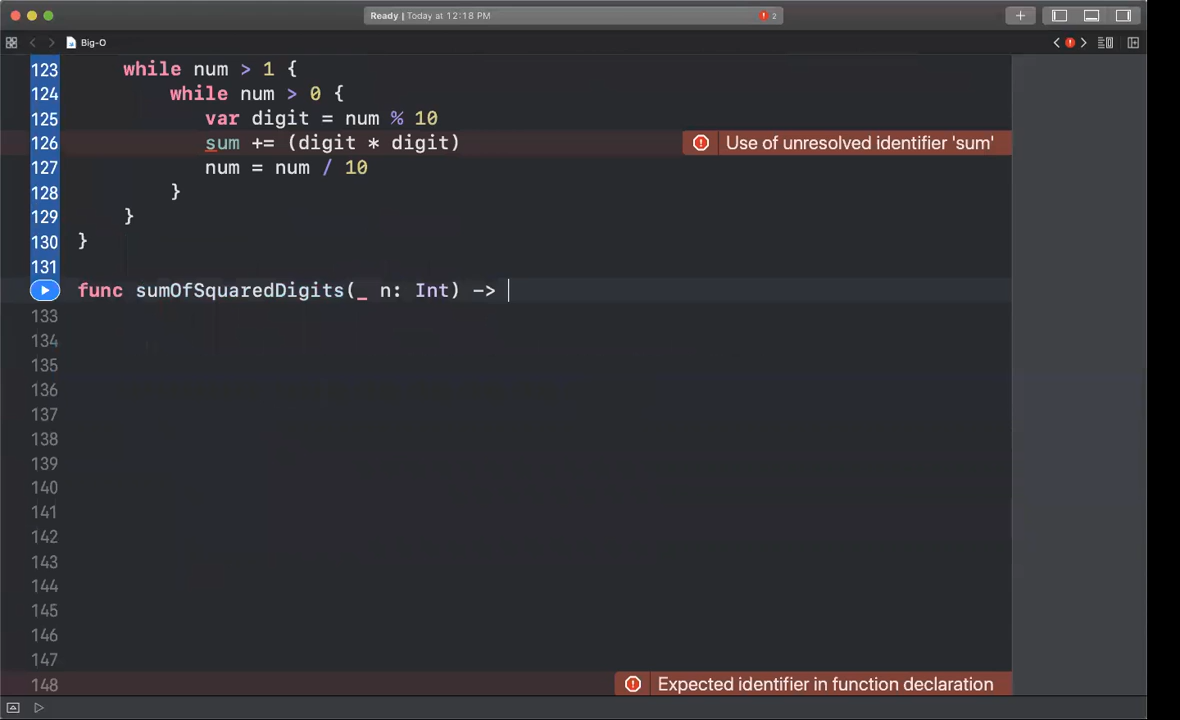 Ready | Today at 12:18 PM
2
Big-O
123 while num > 1 {
124 while num > 0 {
125 var digit = num % 10
126 sum += (digit * digit) Use of unresolved identifier 'sum'
127 num = num / 10
128 }
129 }
130 }
131
func sumOfSquaredDigits(_ n: Int) ->
133
134
135
136
137
138
139
140
141
142
143
144
145
146
147
148 Expected identifier in function declaration